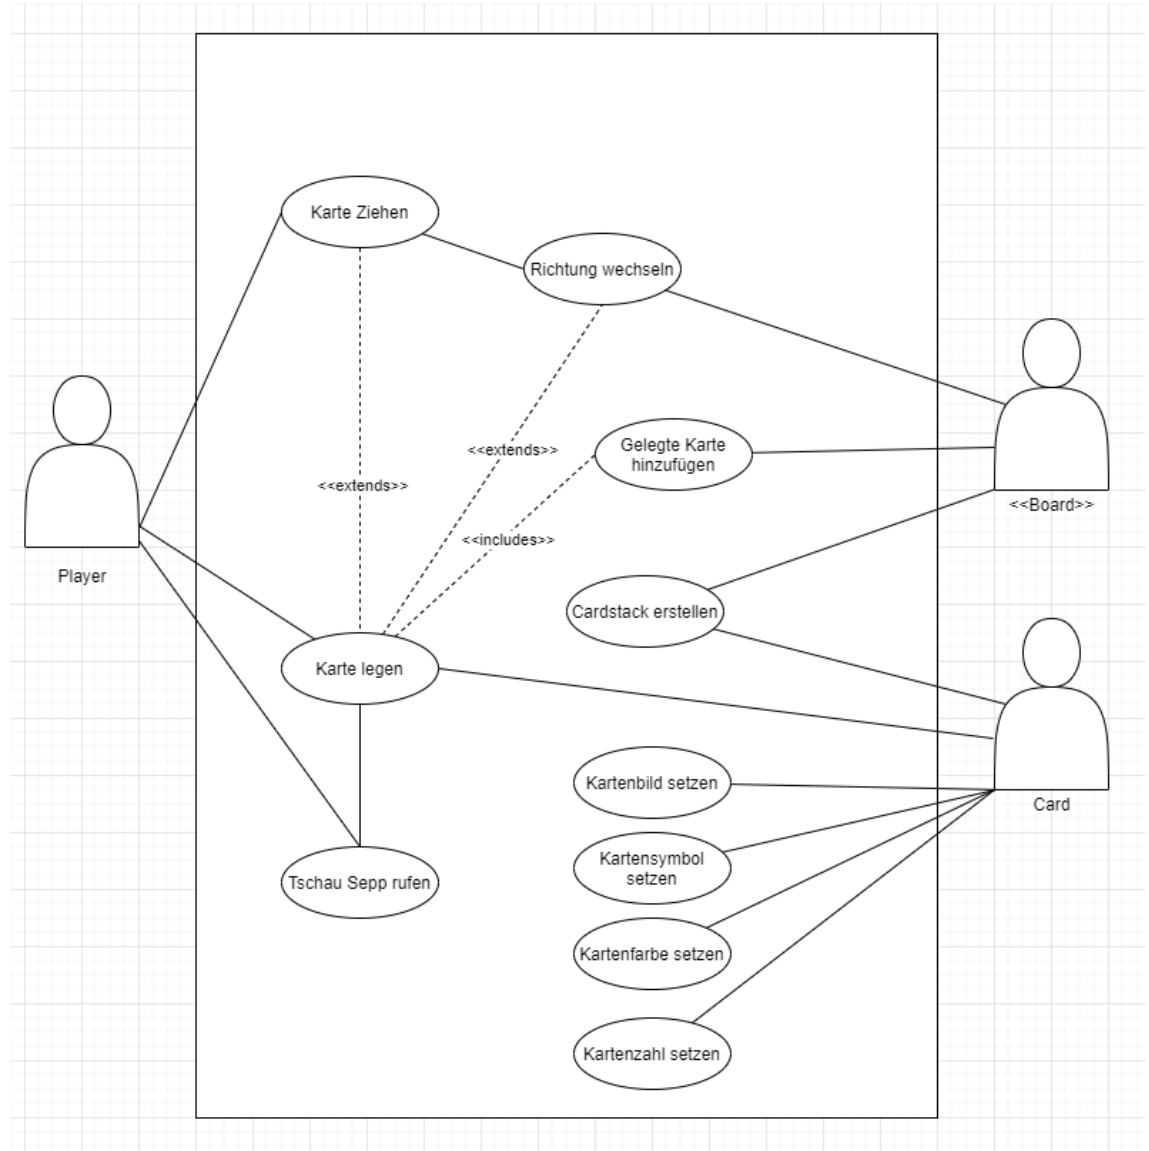 Karte Ziehen
Richtung wechseln
<<extends>>
Gelegte Karte
hinzufügen
<<extends>>
<<Board>>
<<includes>>
Player
Cardstack erstellen
Karte legen
Kartenbild setzen
Card
Kartensymbol
setzen
Tschau Sepp rufen
Kartenfarbe setzen
Kartenzahl setzen